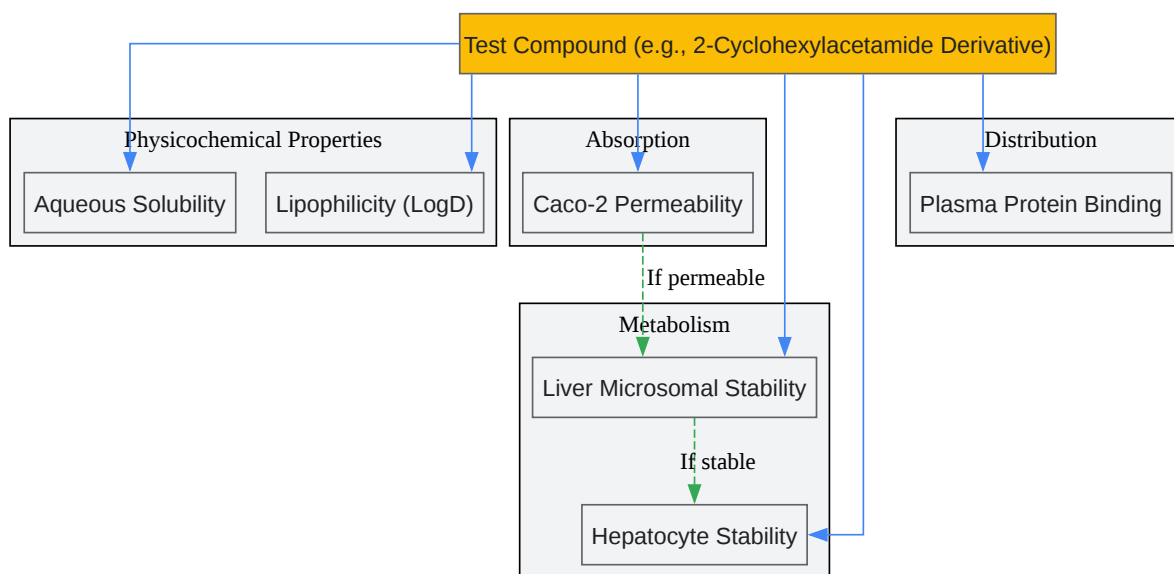 Test Compound (e.g., 2-Cyclohexylacetamide Derivative)
Physicochemical Properties
Absorption
Distribution
Aqueous Solubility
Lipophilicity (LogD)
Caco-2 Permeability
Plasma Protein Binding
If permeable
Metabolism
Liver Microsomal Stability
If stable
Hepatocyte Stability